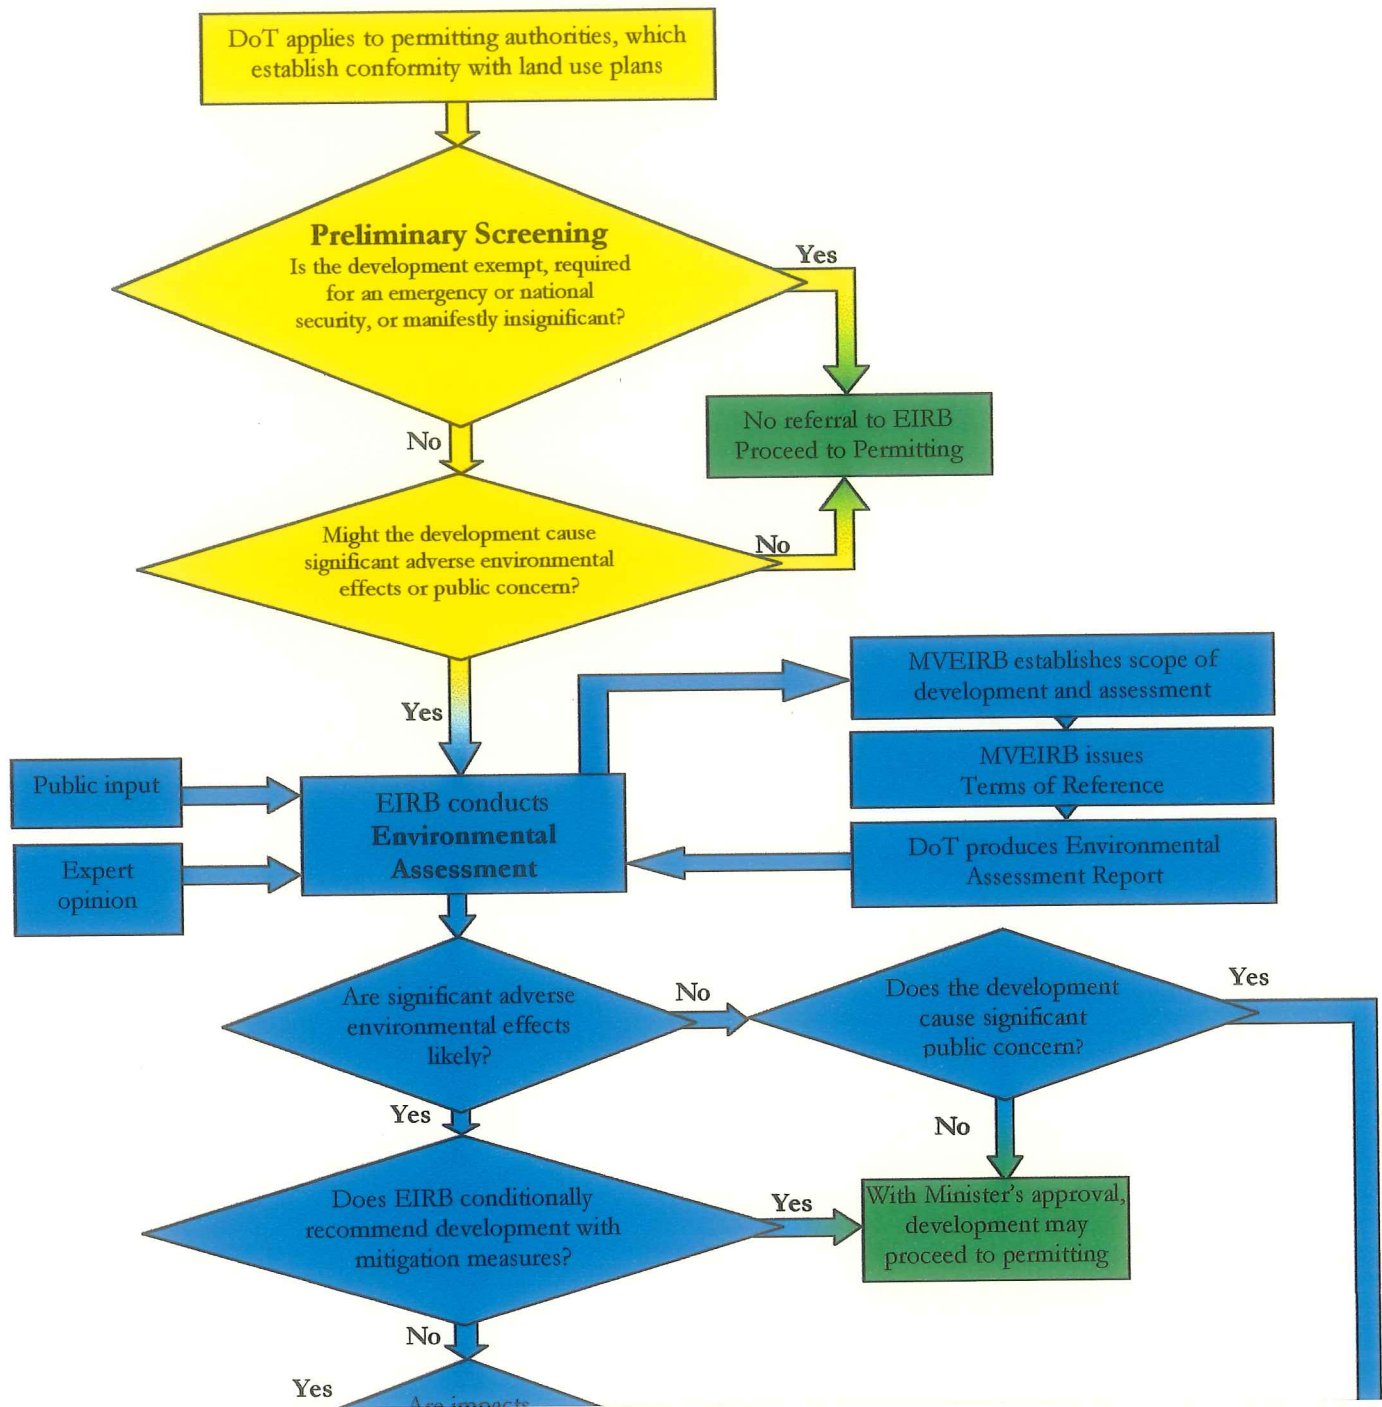 DoT applies to permitting authorities, which
establish conformity with land use plans
Preliminary Screening
Is the development exempt, required
for an emergency or national
security, or manifestly insignificant?
Yes
No referral to EIRB
Proceed to Permitting
No
Might the development cause
significant adverse environmental
effects or public concern?
No
Yes
MVEIRB establishes scope of
development and assessment
MVEIRB issues
Terms of Reference
DoT produces Environmental
Assessment Report
Public input
Expert
opinion
EIRB conducts
Environmental
Assessment
Are significant adverse
environmental effects
likely?
No
Does the development
cause significant
public concern?
Yes
Yes
No
Does EIRB conditionally
recommend development with
mitigation measures?
Yes
With Minister's approval,
development may
proceed to permitting
No
Yes
Are impacts